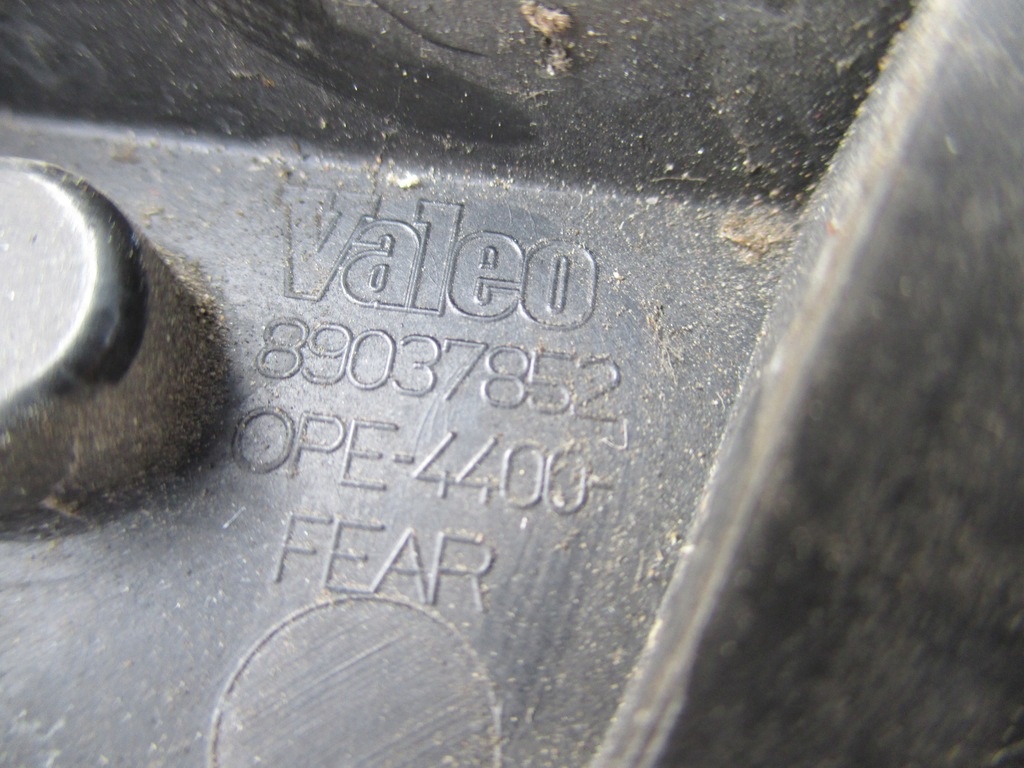 Valeo
89037852
OPE-4400-
FEAR